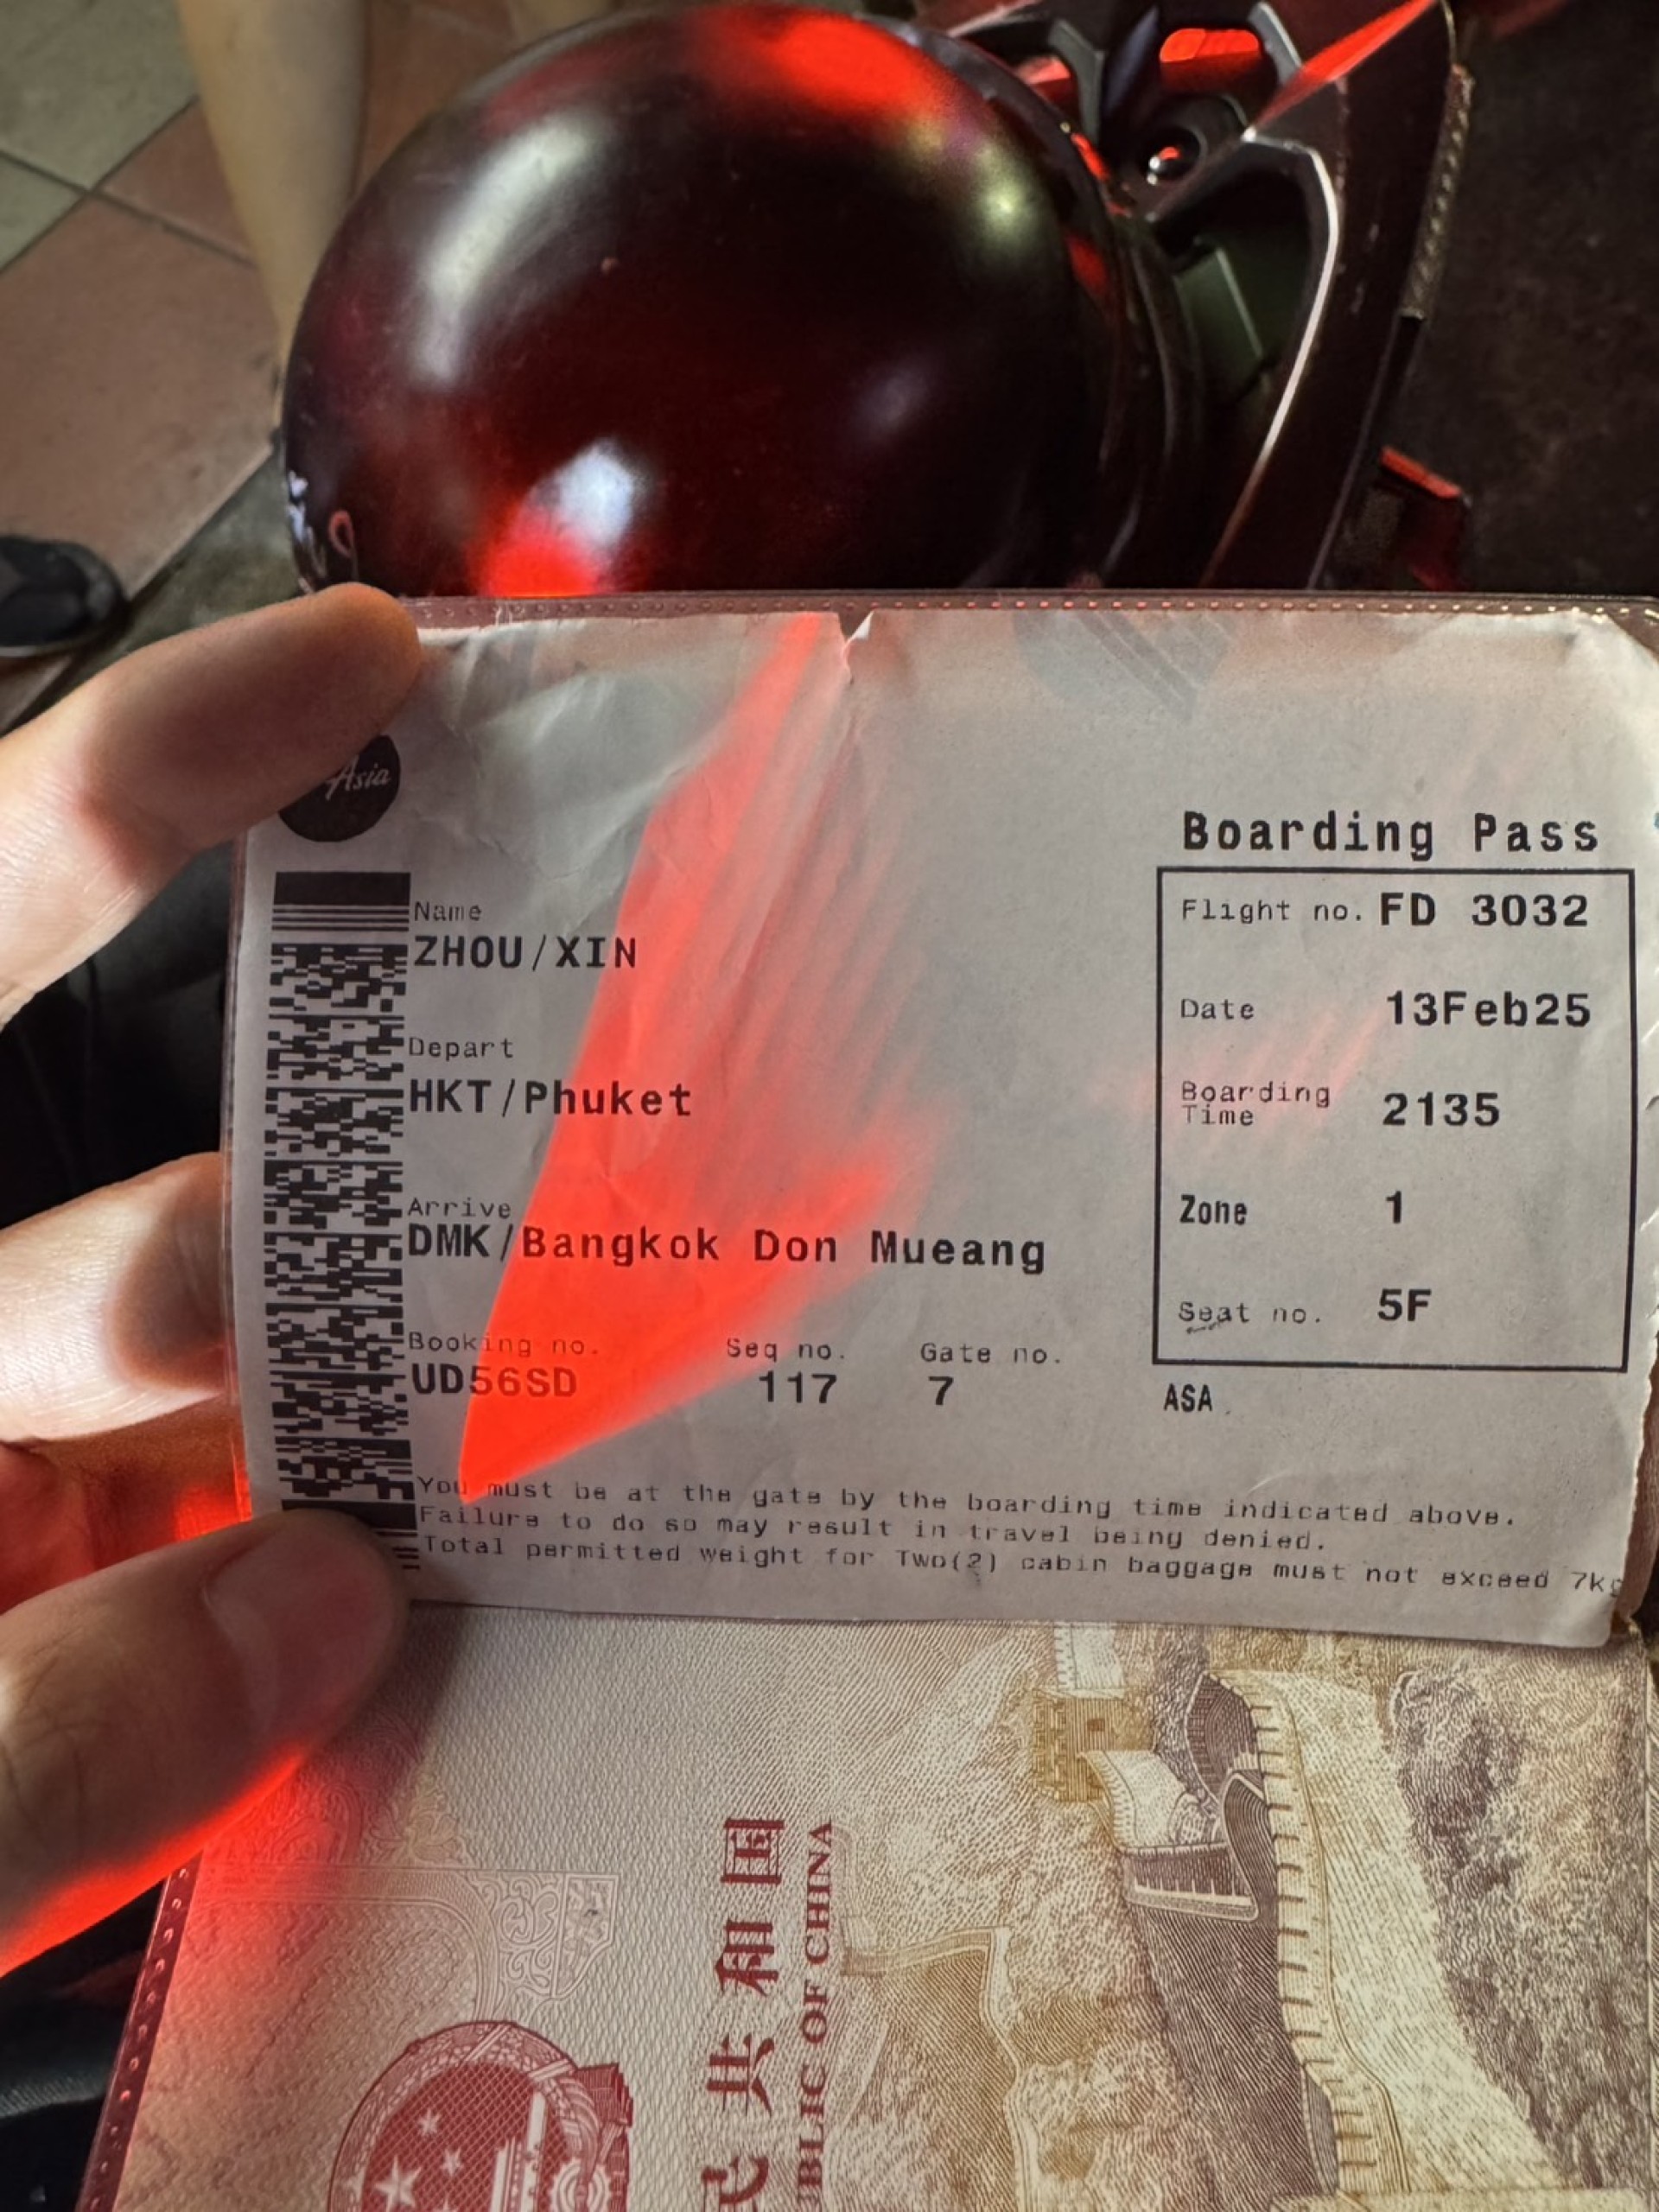 Asia
Boarding Pass
Name
ZHOU/XIN
Depart
HKT/Phuket
Arrive
DMK/Bangkok Don Mueang
Booking no. Seq no. Gate no.
UD56SD 117 7
Flight no. FD 3032
Date 13Feb25
Boarding Time 2135
Zone 1
Seat no. 5F
ASA
You must be at the gate by the boarding time indicated above.
Failure to do so may result in travel being denied.
Total permitted weight for Two(2) cabin baggage must not exceed 7kg
共和国
OF CHINA